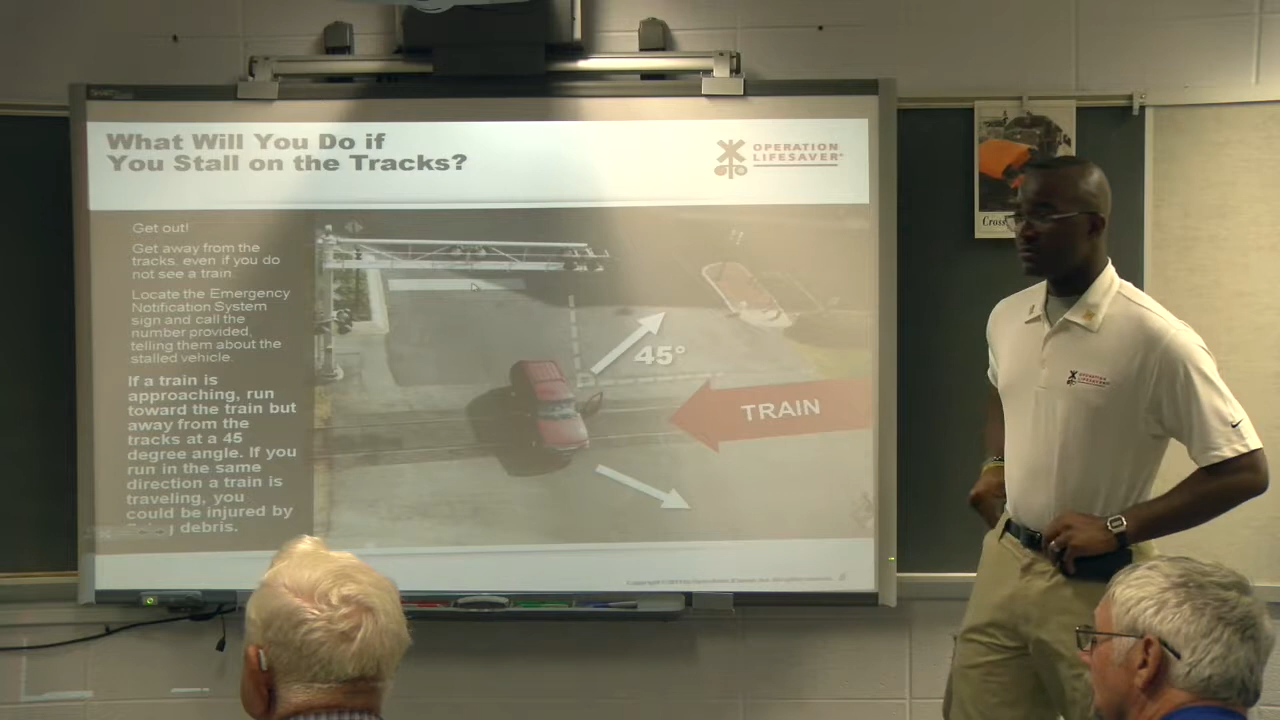 SMART
What Will You Do if
You Stall on the Tracks?
OPERATION
LIFESAVER
Get out!
Get away from the
tracks, even if you do
not see a train.
Locate the Emergency
Notification System
sign and call the
number provided,
telling them about the
stalled vehicle.
If a train is
approaching, run
toward the train but
away from the
tracks at a 45
degree angle. If you
run in the same
direction a train is
traveling, you
could be injured by
debris.
45°
TRAIN
Cross
OPERATION
LIFESAVER